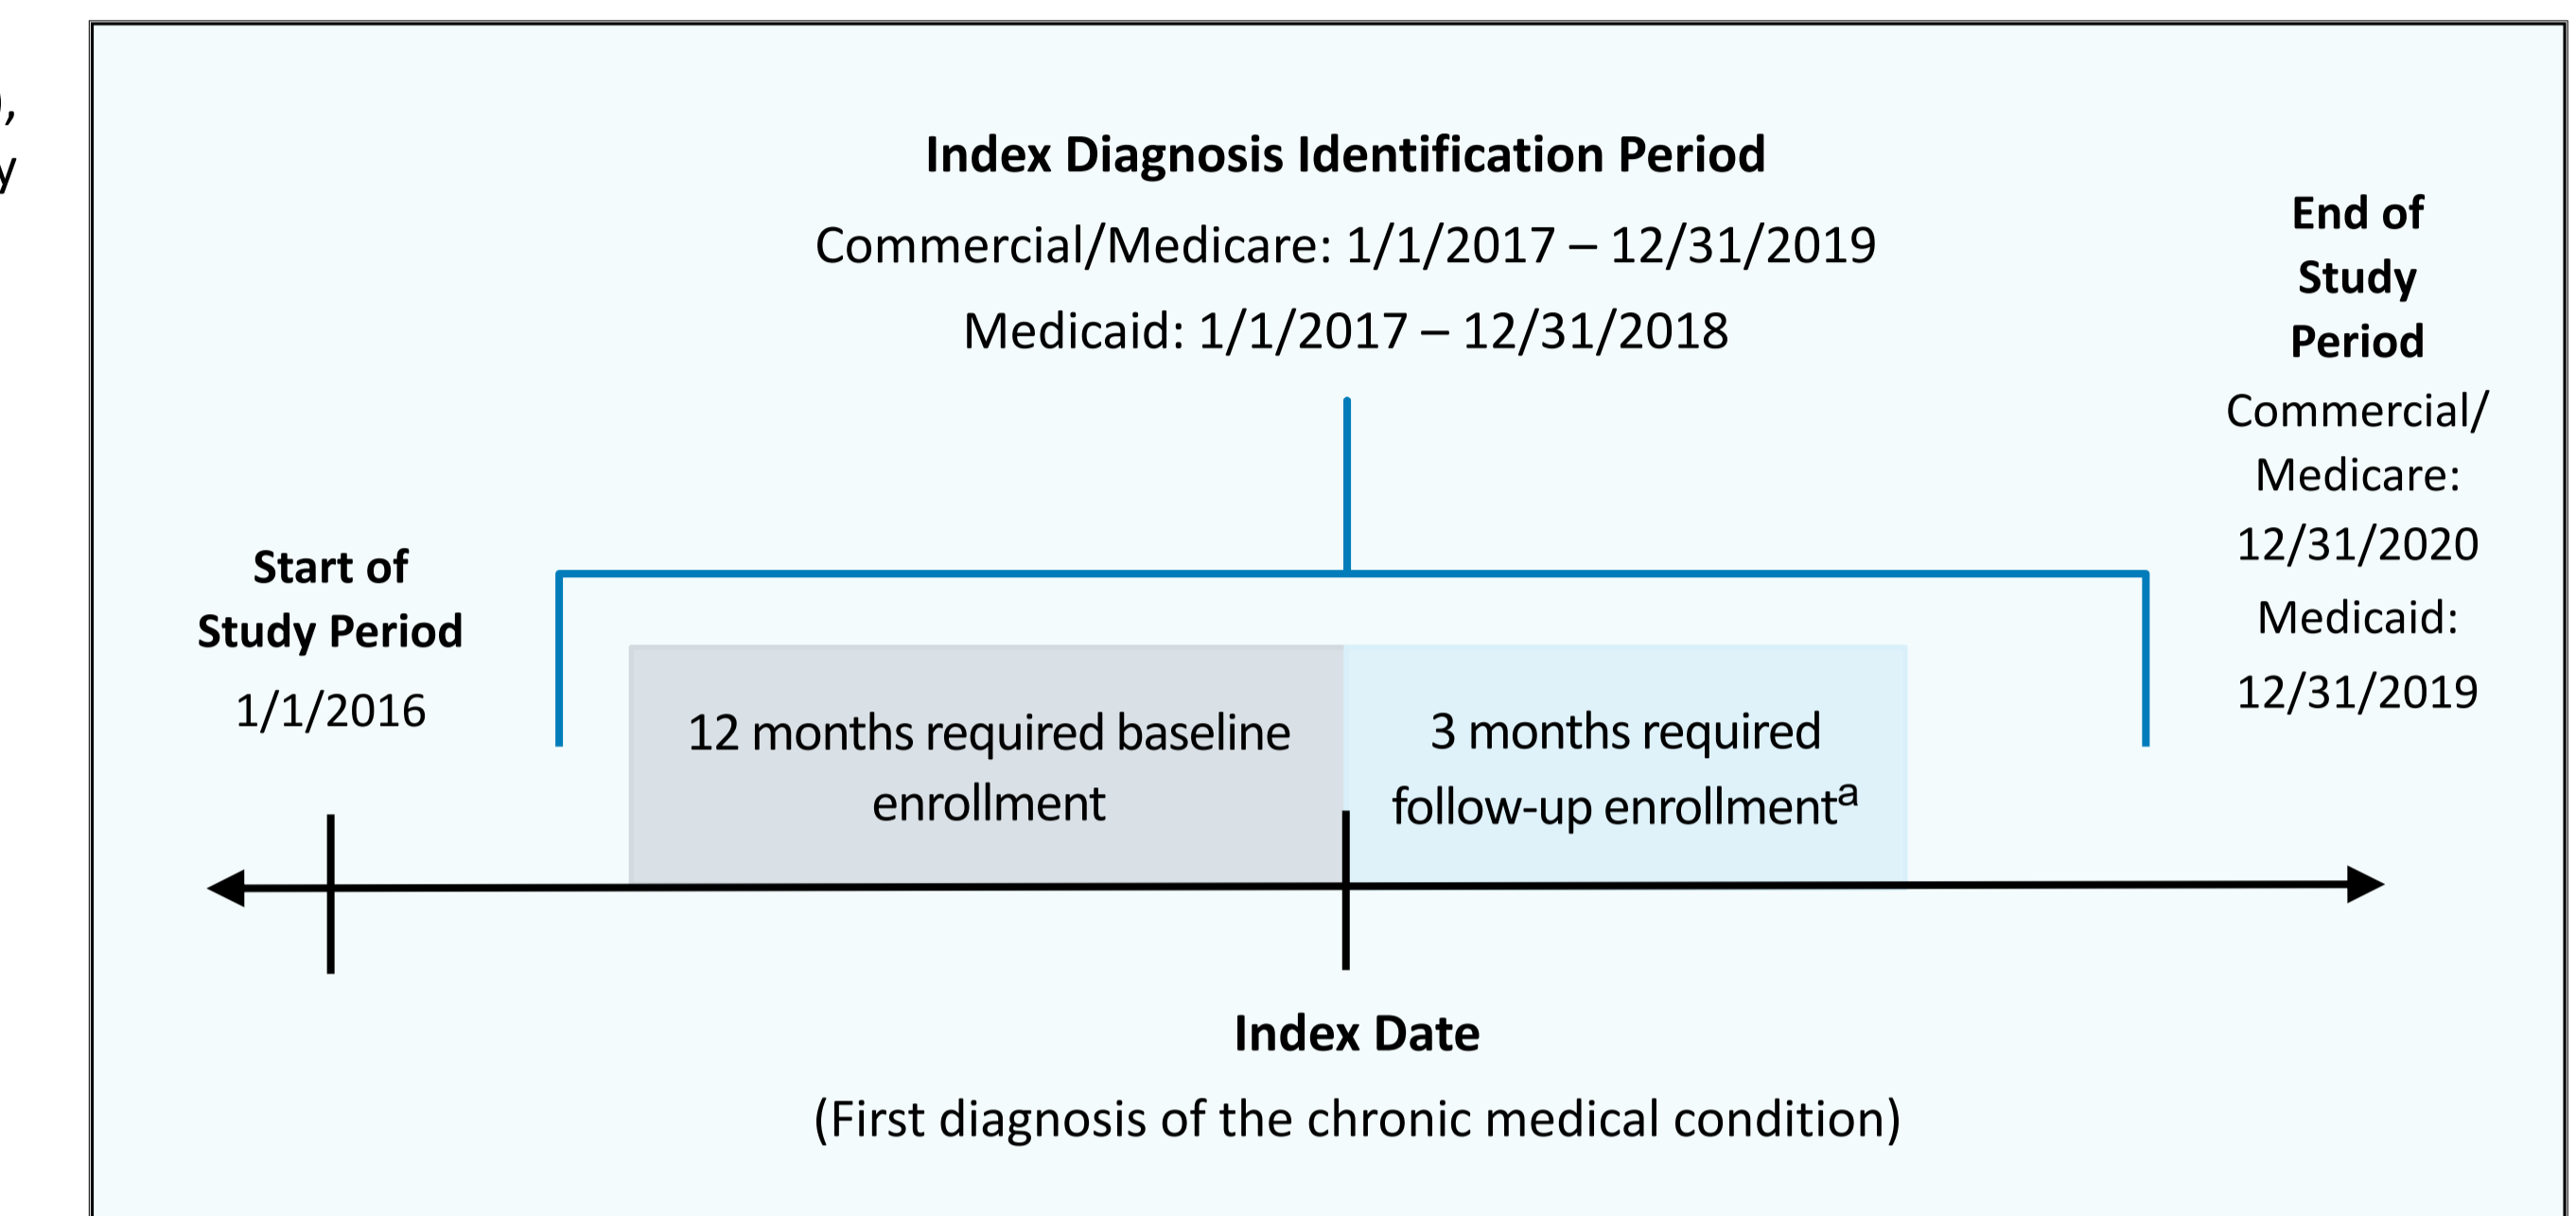 ),
y
Index Diagnosis Identification Period
Commercial/Medicare: 1/1/2017 – 12/31/2019
Medicaid: 1/1/2017 – 12/31/2018
End of
Study
Period
Commercial/
Medicare:
12/31/2020
Medicaid:
12/31/2019
Start of
Study Period
1/1/2016
12 months required baseline
enrollment
3 months required
follow-up enrollmentᵃ
Index Date
(First diagnosis of the chronic medical condition)